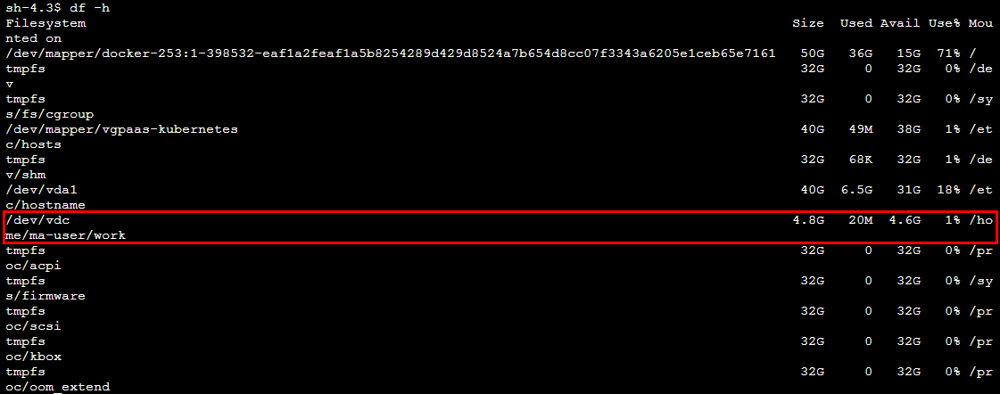 sh-4.3$ df -h
Filesystem Size Used Avail Use% Mou
nted on
/dev/mapper/docker-253:1-398532-eaf1a2feaf1a5b8254289d429d8524a7b654d8cc07f3343a6205e1ceb65e7161 50G 36G 15G 71% /
tmpfs 32G 0 32G 0% /de
v
tmpfs 32G 0 32G 0% /sy
s/fs/cgroup
/dev/mapper/vgpaas-kubernetes 40G 49M 38G 1% /et
c/hosts
tmpfs 32G 68K 32G 1% /de
v/shm
/dev/vda1 40G 6.5G 31G 18% /et
c/hostname
/dev/vdc 4.8G 20M 4.6G 1% /ho
me/ma-user/work
tmpfs 32G 0 32G 0% /pr
oc/acpi
tmpfs 32G 0 32G 0% /sy
s/firmware
tmpfs 32G 0 32G 0% /pr
oc/scsi
tmpfs 32G 0 32G 0% /pr
oc/kbox
tmpfs 32G 0 32G 0% /pr
oc/oom_extend